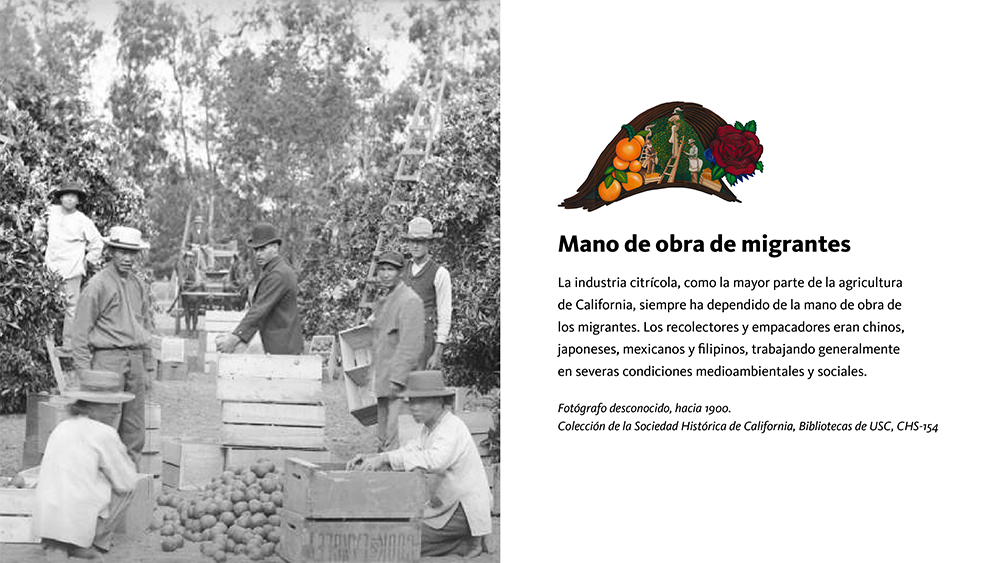 Mano de obra de migrantes
La industria citrícola, como la mayor parte de la agricultura
de California, siempre ha dependido de la mano de obra de
los migrantes. Los recolectores y empacadores eran chinos,
japoneses, mexicanos y filipinos, trabajando generalmente
en severas condiciones medioambientales y sociales.
Fotógrafo desconocido, hacia 1900.
Colección de la Sociedad Histórica de California, Bibliotecas de USC, CHS-154